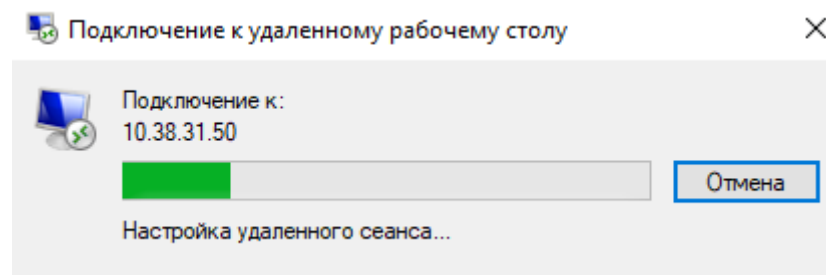 Подключение к удаленному рабочему столу
Подключение к:
10.38.31.50
Отмена
Настройка удаленного сеанса...